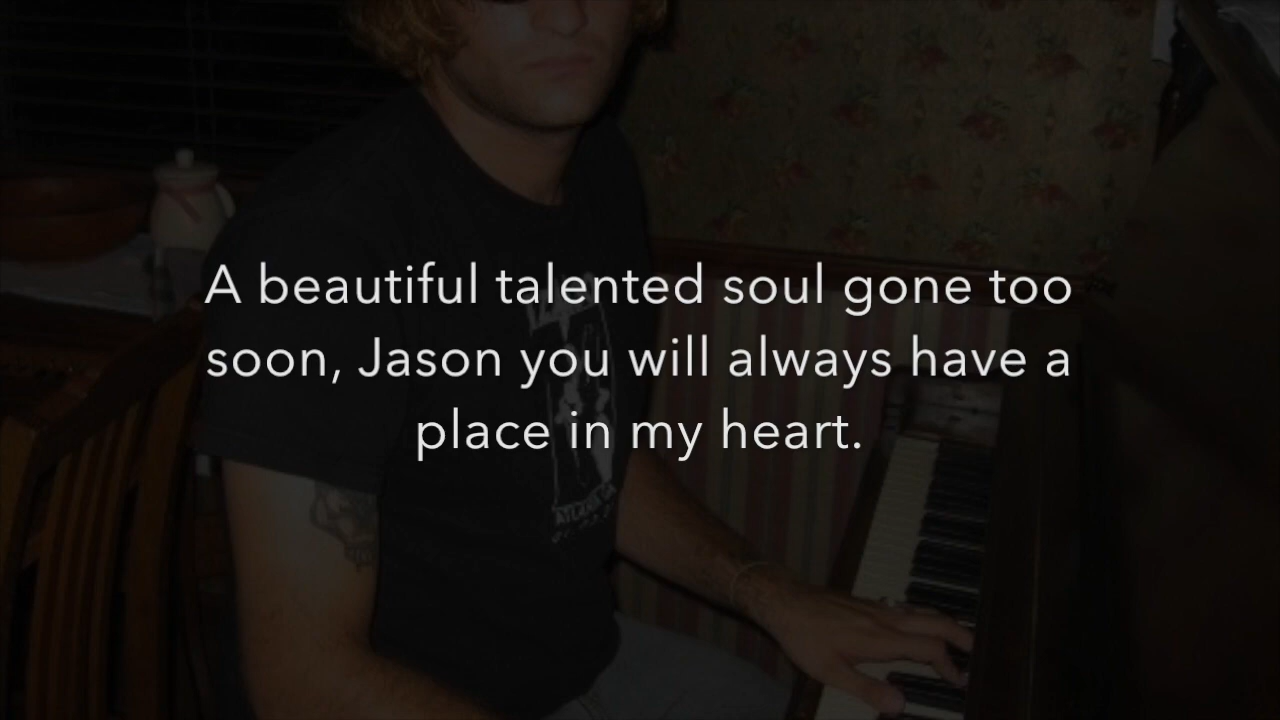 A beautiful talented soul gone too
soon, Jason you will always have a
place in my heart.